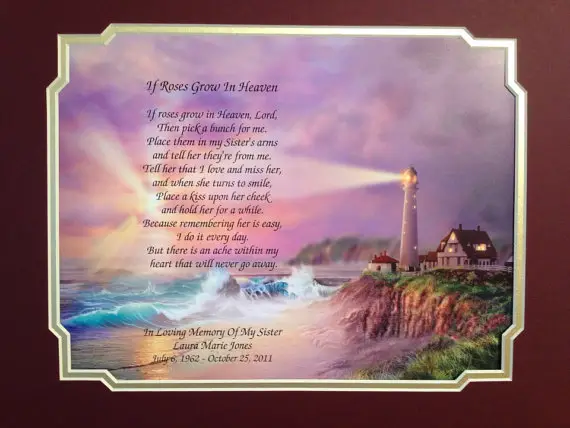 If Roses Grow In Heaven
If roses grow in Heaven, Lord,
Then pick a bunch for me.
Place them in my Sister's arms
and tell her they're from me.
Tell her that I love and miss her,
and when she turns to smile,
Place a kiss upon her cheek
and hold her for a while.
Because remembering her is easy,
I do it every day.
But there is an ache within my
heart that will never go away.
In Loving Memory Of My Sister
Laura Marie Jones
July 6, 1962 - October 25, 2011